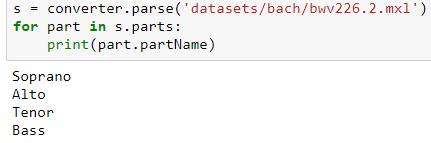 s = converter.parse('datasets/bach/bwv226.2.mxl')
for part in s.parts:
    print(part.partName)
Soprano
Alto
Tenor
Bass